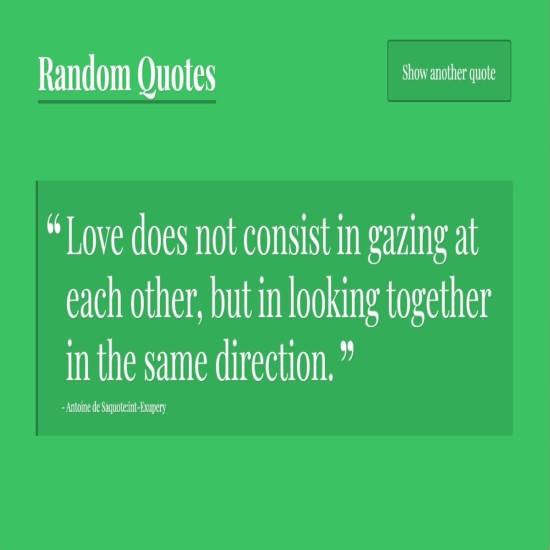 Random Quotes
Show another quote
“ Love does not consist in gazing at
each other, but in looking together
in the same direction. ”
- Antoine de Saquote:int-Exupery